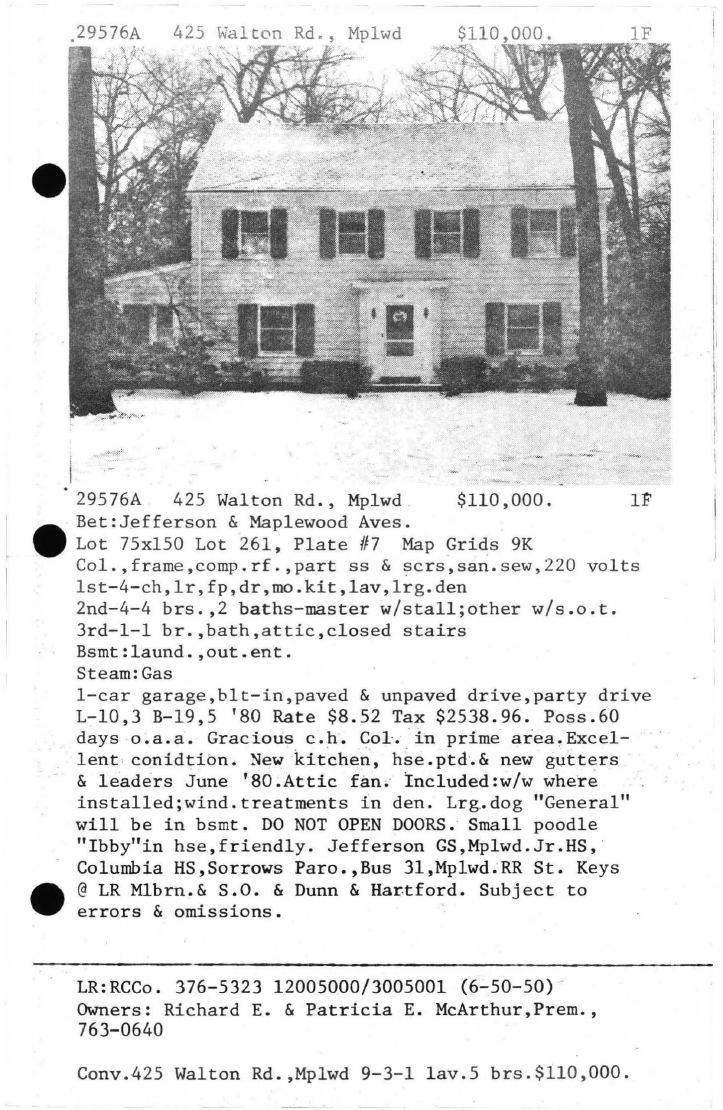 29576A 425 Walton Rd., Mplwd $110,000. 1F
29576A 425 Walton Rd., Mplwd $110,000. 1F
Bet:Jefferson & Maplewood Aves.
Lot 75x150 Lot 261, Plate #7 Map Grids 9K
Col.,frame,comp.rf.,part ss & scrs,san.sew,220 volts
1st-4-ch,lr,fp,dr,mo.kit,lav,lrg.den
2nd-4-4 brs.,2 baths-master w/stall;other w/s.o.t.
3rd-1-1 br.,bath,attic,closed stairs
Bsmt:laund.,out.ent.
Steam:Gas
1-car garage,blt-in,paved & unpaved drive,party drive
L-10,3 B-19,5 '80 Rate $8.52 Tax $2538.96. Poss.60
days o.a.a. Gracious c.h. Col. in prime area.Excel-
lent conidtion. New kitchen, hse.ptd.& new gutters
& leaders June '80.Attic fan. Included:w/w where
installed;wind.treatments in den. Lrg.dog "General"
will be in bsmt. DO NOT OPEN DOORS. Small poodle
"Ibby"in hse,friendly. Jefferson GS,Mplwd.Jr.HS,
Columbia HS,Sorrows Paro.,Bus 31,Mplwd.RR St. Keys
@ LR Mlbrn.& S.O. & Dunn & Hartford. Subject to
errors & omissions.
LR:RCCo. 376-5323 12005000/3005001 (6-50-50)
Owners: Richard E. & Patricia E. McArthur,Prem.,
763-0640
Conv.425 Walton Rd.,Mplwd 9-3-1 lav.5 brs.$110,000.